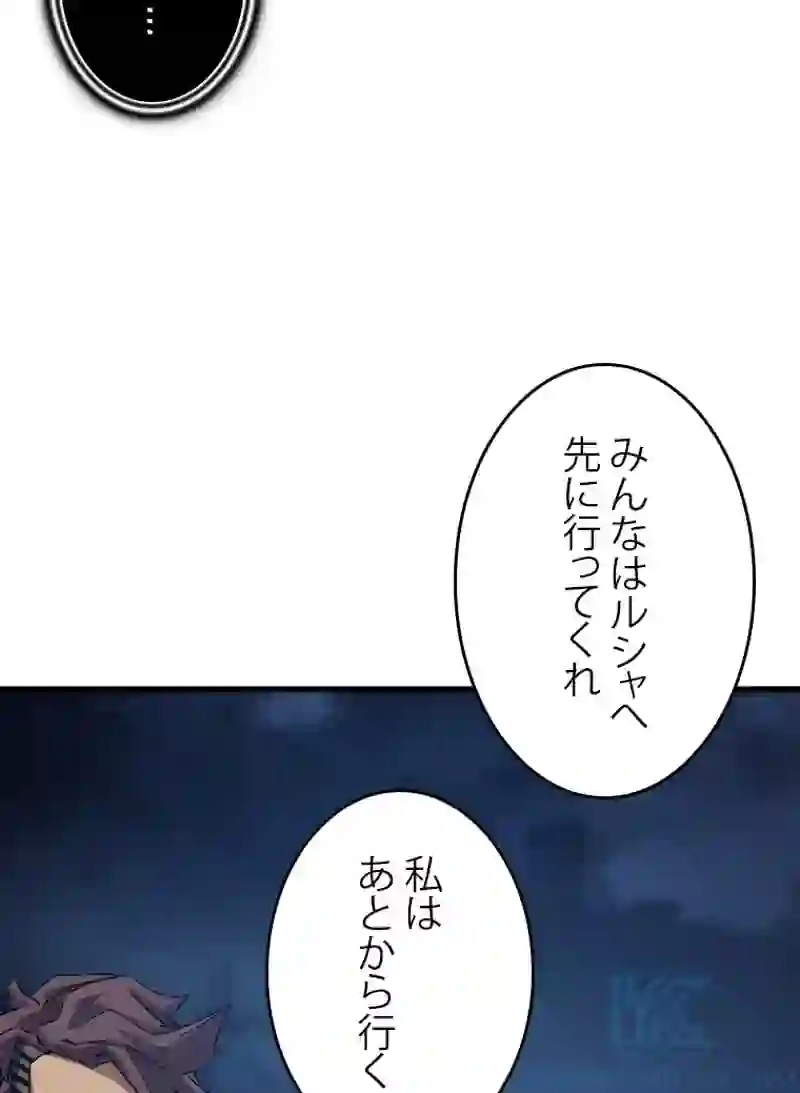 …
みんなはルシャへ
先に行ってくれ
私は
あとから行く